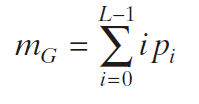 m_G = \sum_{i=0}^{L-1} i p_i